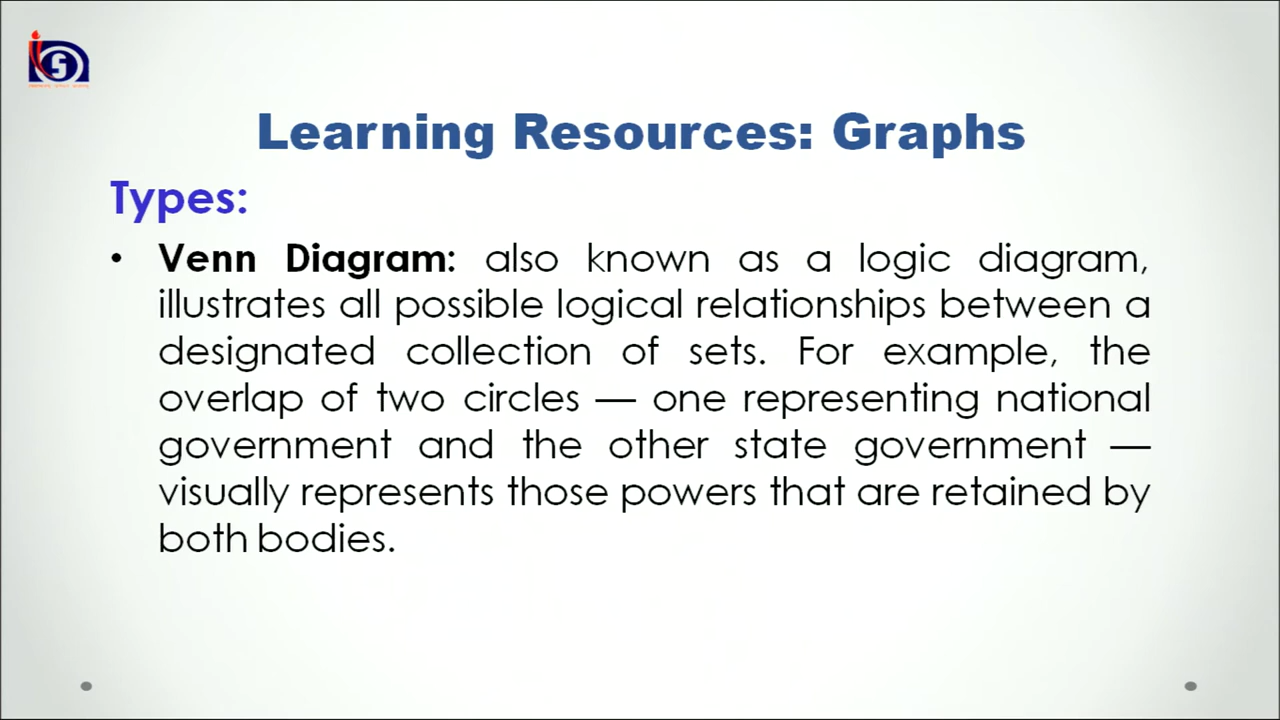 Learning Resources: Graphs
Types:
• Venn Diagram: also known as a logic diagram,
illustrates all possible logical relationships between a
designated collection of sets. For example, the
overlap of two circles — one representing national
government and the other state government —
visually represents those powers that are retained by
both bodies.